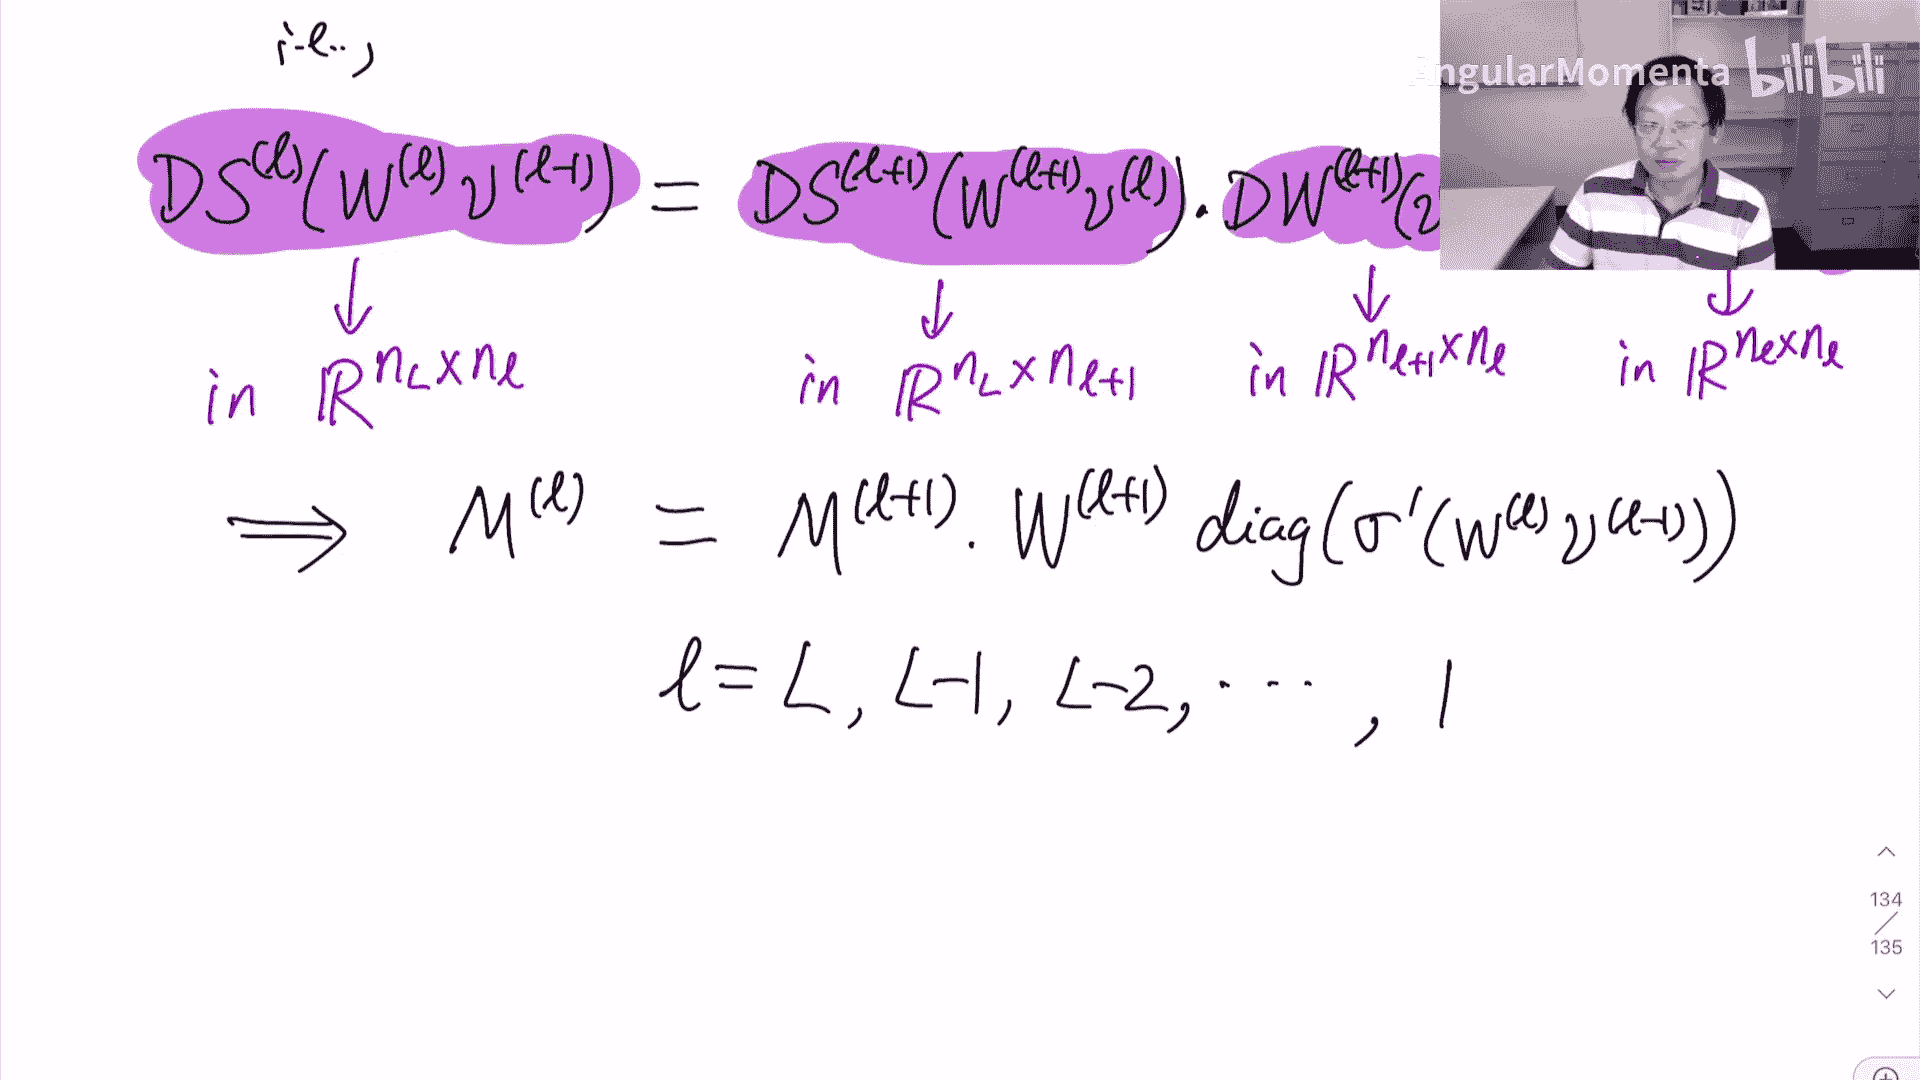 i.e.,
AngularMomenta bilibili
DS^{(l)}(W^{(l)} v^{(l-1)}) = DS^{(l+1)}(W^{(l+1)} v^{(l)}) · DW^{(l+1)}(v
↓ ↓ ↓ ↓
in ℝ^{n_L×n_l} in ℝ^{n_L×n_{l+1}} in ℝ^{n_{l+1}×n_l} in ℝ^{n_l×n_l}
⟹ M^{(l)} = M^{(l+1)} · W^{(l+1)} diag(σ'(W^{(l)} v^{(l-1)}))
l = L, L-1, L-2, ···, 1
134
/
135